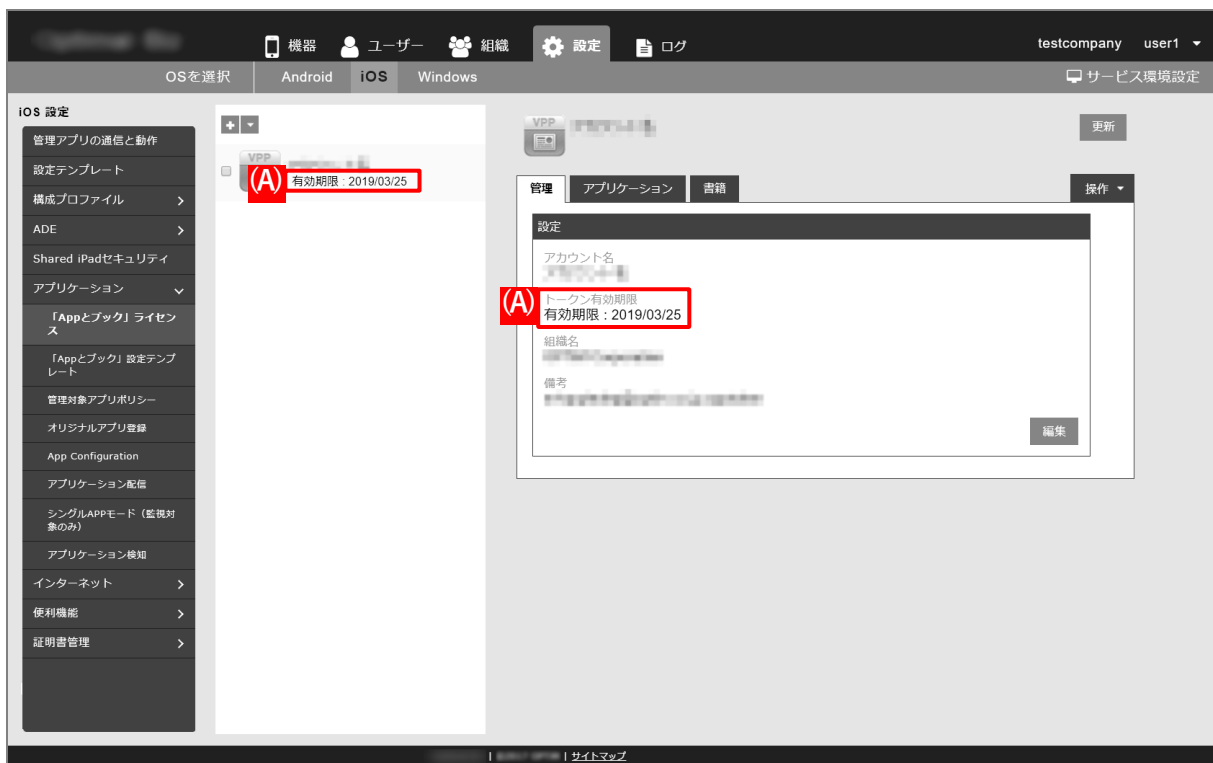 機器
ユーザー
組織
設定
ログ
testcompany user1
OSを選択
Android
iOS
Windows
サービス環境設定
iOS 設定
管理アプリの通信と動作
設定テンプレート
構成プロファイル
ADE
Shared iPadセキュリティ
アプリケーション
「Appとブック」ライセン
ス
「Appとブック」設定テンプ
レート
管理対象アプリポリシー
オリジナルアプリ登録
App Configuration
アプリケーション配信
シングルAPPモード（監視対
象のみ）
アプリケーション検知
インターネット
便利機能
証明書管理
VPP
(A)
有効期限 : 2019/03/25
VPP
更新
管理
アプリケーション
書籍
操作
設定
アカウント名
(A)
トークン有効期限
有効期限 : 2019/03/25
組織名
備考
編集
| | サイトマップ